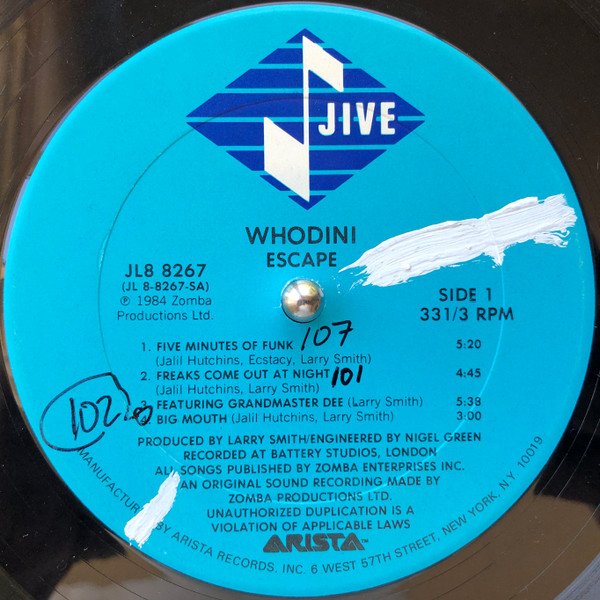 JIVE
WHODINI
ESCAPE
JL8 8267
(JL 8-8267-SA)
℗ 1984 Zomba
Productions Ltd.
SIDE 1
331/3 RPM
1. FIVE MINUTES OF FUNK 107 5:20
(Jalil Hutchins, Ecstacy, Larry Smith)
2. FREAKS COME OUT AT NIGHT 101 4:45
(Jalil Hutchins, Larry Smith)
3. FEATURING GRANDMASTER DEE (Larry Smith) 5:38
4. BIG MOUTH (Jalil Hutchins, Larry Smith) 3:00
102.0
PRODUCED BY LARRY SMITH/ENGINEERED BY NIGEL GREEN
RECORDED AT BATTERY STUDIOS, LONDON
ALL SONGS PUBLISHED BY ZOMBA ENTERPRISES INC.
AN ORIGINAL SOUND RECORDING MADE BY
ZOMBA PRODUCTIONS LTD.
UNAUTHORIZED DUPLICATION IS A
VIOLATION OF APPLICABLE LAWS
ARISTA™
MANUFACTURED BY ARISTA RECORDS, INC. 6 WEST 57TH STREET, NEW YORK, N.Y. 10019